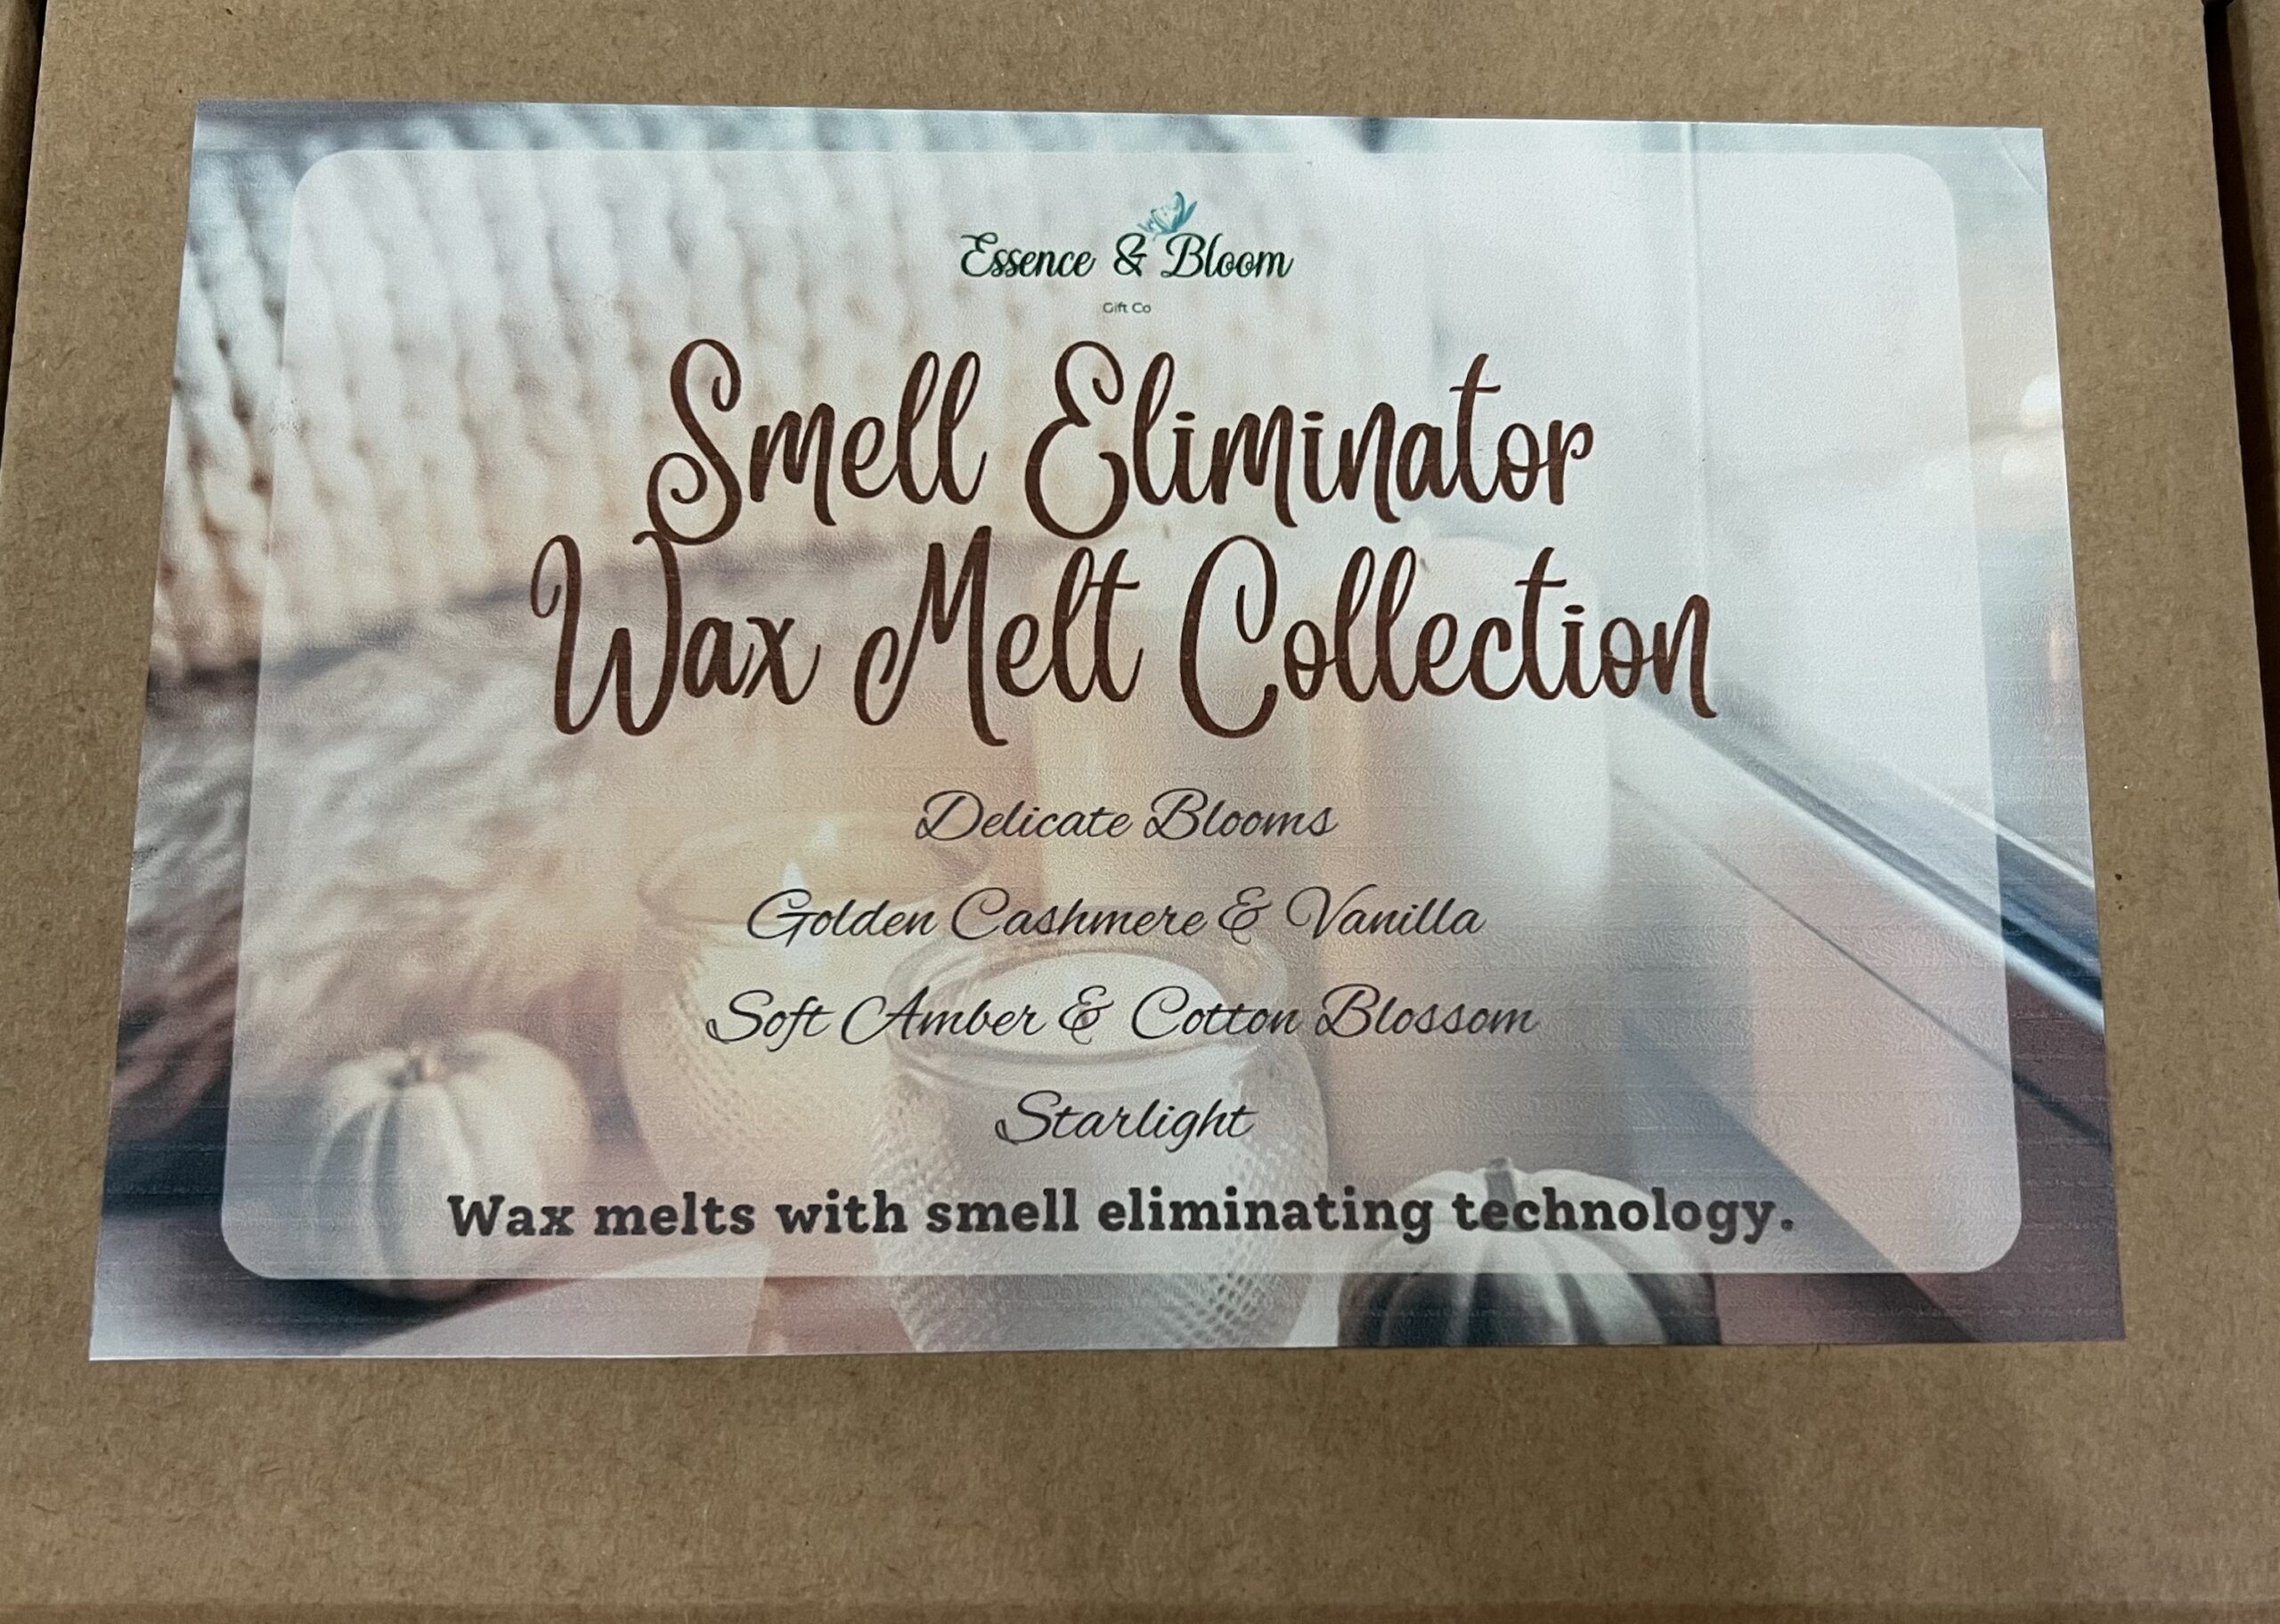 Essence & Bloom
Gift Co
Smell Eliminator
Wax Melt Collection
Delicate Blooms
Golden Cashmere & Vanilla
Soft Amber & Cotton Blossom
Starlight
Wax melts with smell eliminating technology.